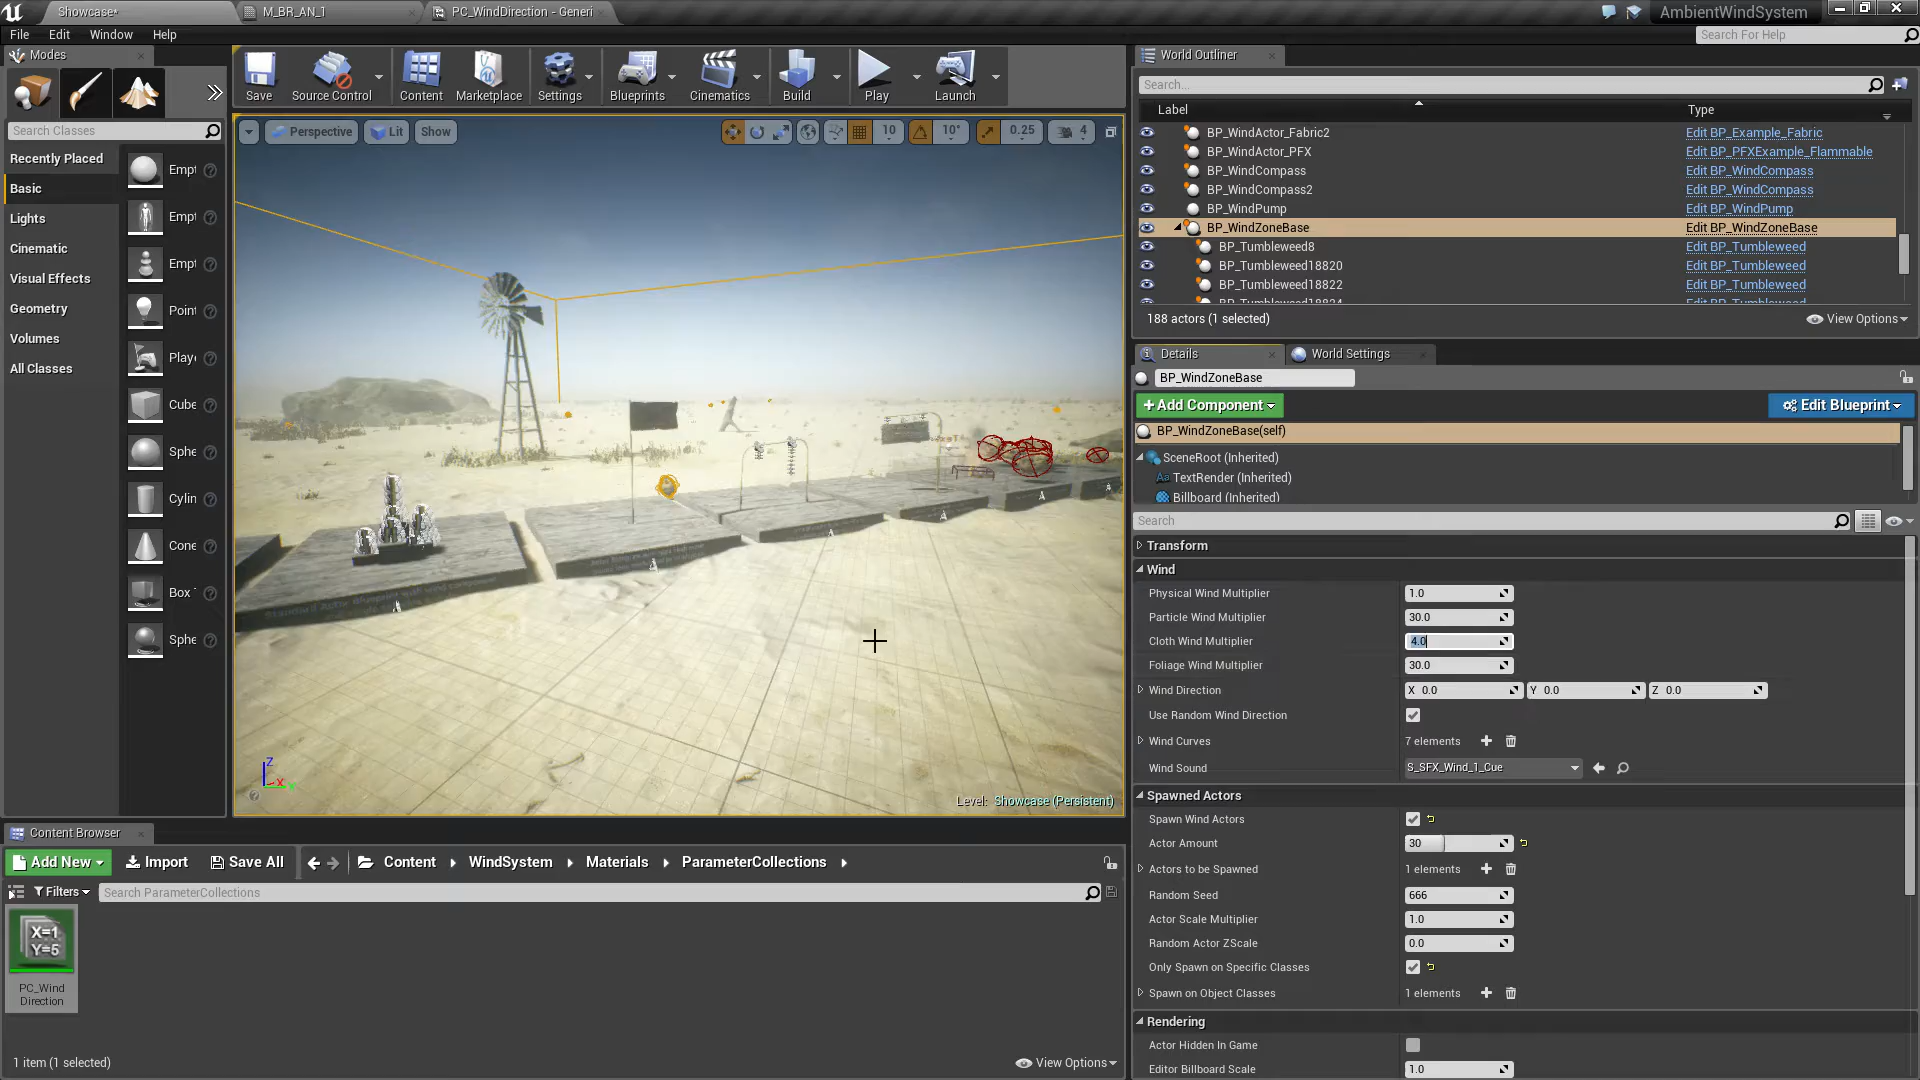 Showcase*
M_BR_AN_1
PC_WindDirection - Generi
AmbientWindSystem
File Edit Window Help
Search For Help
Modes
Search Classes
Recently Placed
Basic
Lights
Cinematic
Visual Effects
Geometry
Volumes
All Classes
Empt
Empt
Empt
Point
Playe
Cube
Sphe
Cylin
Cone
Box
Sphe
Save
Source Control
Content
Marketplace
Settings
Blueprints
Cinematics
Build
Play
Launch
Perspective
Lit
Show
10
10°
0.25
4
Standard Actor Blueprint with wind component
Z
X
Level: Showcase (Persistent)
World Outliner
Search...
Label Type
BP_WindActor_Fabric2 Edit BP_Example_Fabric
BP_WindActor_PFX Edit BP_PFXExample_Flammable
BP_WindCompass Edit BP_WindCompass
BP_WindCompass2 Edit BP_WindCompass
BP_WindPump Edit BP_WindPump
BP_WindZoneBase Edit BP_WindZoneBase
BP_Tumbleweed8 Edit BP_Tumbleweed
BP_Tumbleweed18820 Edit BP_Tumbleweed
BP_Tumbleweed18822 Edit BP_Tumbleweed
BP_Tumbleweed18824 Edit BP_Tumbleweed
188 actors (1 selected)
View Options
Details
World Settings
BP_WindZoneBase
+Add Component
Edit Blueprint
BP_WindZoneBase(self)
SceneRoot (Inherited)
TextRender (Inherited)
Billboard (Inherited)
Search
Transform
Wind
Physical Wind Multiplier 1.0
Particle Wind Multiplier 30.0
Cloth Wind Multiplier 4.0
Foliage Wind Multiplier 30.0
Wind Direction X 0.0 Y 0.0 Z 0.0
Use Random Wind Direction
Wind Curves 7 elements
Wind Sound S_SFX_Wind_1_Cue
Spawned Actors
Spawn Wind Actors
Actor Amount 30
Actors to be Spawned 1 elements
Random Seed 666
Actor Scale Multiplier 1.0
Random Actor ZScale 0.0
Only Spawn on Specific Classes
Spawn on Object Classes 1 elements
Rendering
Actor Hidden In Game
Editor Billboard Scale 1.0
Content Browser
Add New
Import
Save All
Content WindSystem Materials ParameterCollections
Filters
Search ParameterCollections
X=1
Y=5
PC_Wind
Direction
1 item (1 selected)
View Options